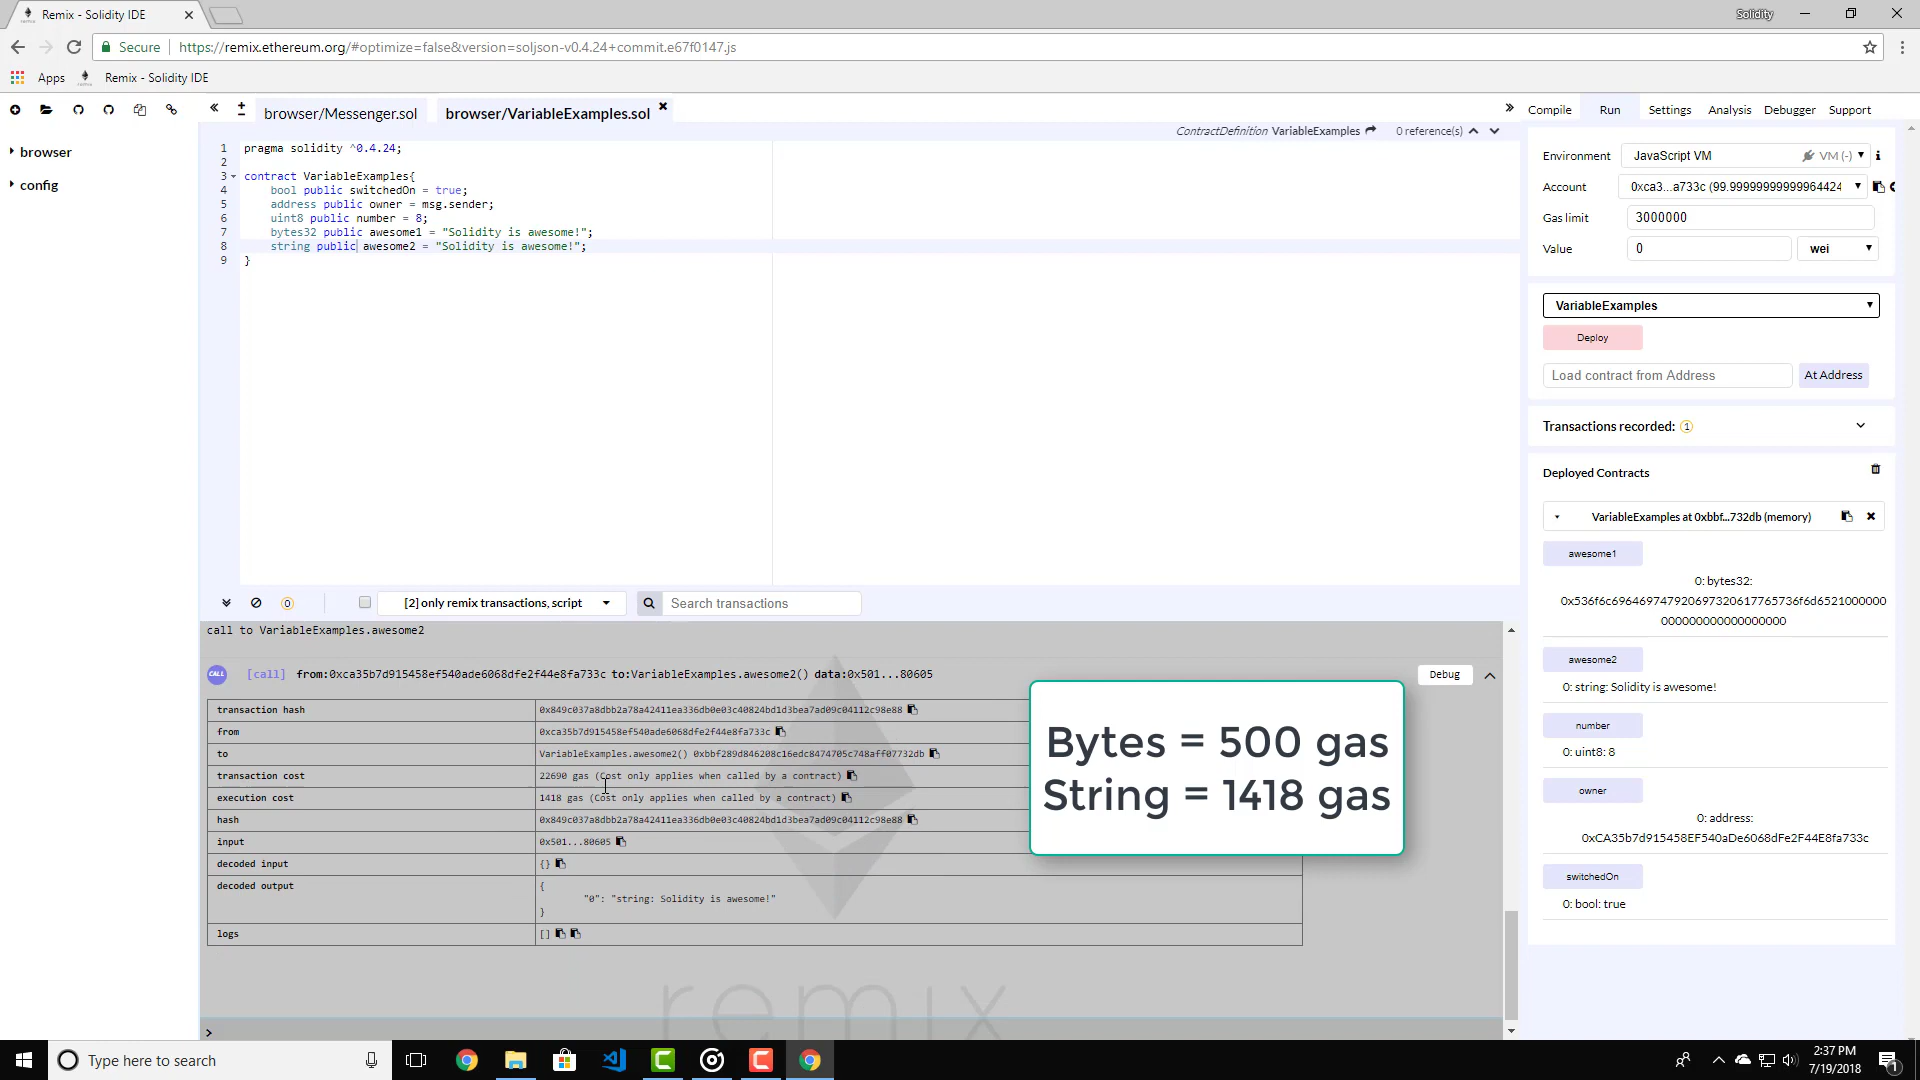 Remix - Solidity IDE
Solidity
Secure
https://remix.ethereum.org/#optimize=false&version=soljson-v0.4.24+commit.e67f0147.js
Apps
Remix - Solidity IDE
browser
config
browser/Messenger.sol
browser/VariableExamples.sol
ContractDefinition VariableExamples
0 reference(s)
1 pragma solidity ^0.4.24;
2
3 contract VariableExamples{
4 bool public switchedOn = true;
5 address public owner = msg.sender;
6 uint8 public number = 8;
7 bytes32 public awesome1 = "Solidity is awesome!";
8 string public awesome2 = "Solidity is awesome!";
9 }
0
[2] only remix transactions, script
Search transactions
call to VariableExamples.awesome2
CALL
[call] from:0xca35b7d915458ef540ade6068dfe2f44e8fa733c to:VariableExamples.awesome2() data:0x501...80605
Debug
transaction hash 0x849c037a8dbb2a78a42411ea336db0e03c40824bd1d3bea7ad09c04112c98e88
from 0xca35b7d915458ef540ade6068dfe2f44e8fa733c
to VariableExamples.awesome2() 0xbbf289d846208c16edc8474705c748aff07732db
transaction cost 22690 gas (Cost only applies when called by a contract)
execution cost 1418 gas (Cost only applies when called by a contract)
hash 0x849c037a8dbb2a78a42411ea336db0e03c40824bd1d3bea7ad09c04112c98e88
input 0x501...80605
decoded input {}
decoded output {
"0": "string: Solidity is awesome!"
}
logs []
remix
>
Bytes = 500 gas
String = 1418 gas
Compile
Run
Settings
Analysis
Debugger
Support
Environment
JavaScript VM
VM (-)
Account
0xca3...a733c (99.99999999999964424
Gas limit
3000000
Value
0
wei
VariableExamples
Deploy
Load contract from Address
At Address
Transactions recorded: 1
Deployed Contracts
VariableExamples at 0xbbf...732db (memory)
awesome1
0: bytes32:
0x536f6c696469747920697320617765736f6d6521000000
000000000000000000
awesome2
0: string: Solidity is awesome!
number
0: uint8: 8
owner
0: address:
0xCA35b7d915458EF540aDe6068dFe2F44E8fa733c
switchedOn
0: bool: true
Type here to search
2:37 PM
7/19/2018
1